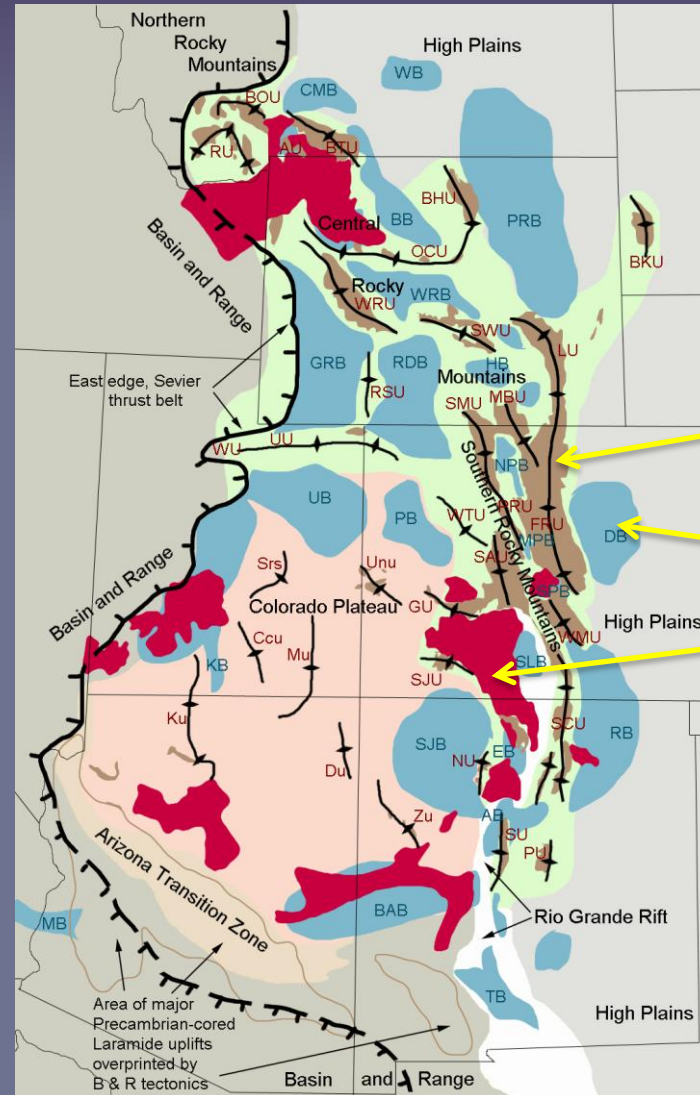 Northern
Rocky
Mountains
High Plains
WB
CMB
BOU
RU
AU
BTU
BHU
BB
PRB
Central
OCU
BKU
Basin and Range
Rocky
WRU
WRB
SWU
LU
East edge, Sevier
thrust belt
GRB
RSU
RDB
HB
Mountains
SMU
MBU
WU
UU
NPB
Southern Rocky Mountains
UB
PB
WTU
PRU
FRU
MPB
DB
Basin and Range
Srs
Unu
SAU
SPB
Colorado Plateau
GU
WMU
High Plains
Ccu
Mu
KB
SJU
SLB
Ku
SCU
RB
SJB
Du
NU
EB
Zu
AB
SU
PU
Arizona Transition
Zone
BAB
Rio Grande Rift
MB
TB
Area of major
Precambrian-cored
Laramide uplifts
overprinted by
B & R tectonics
High Plains
Basin and Range